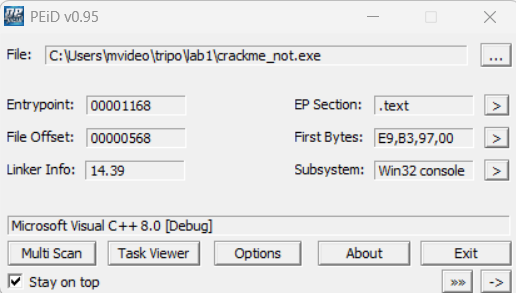 PEiD v0.95
File: C:\Users\mvideo\tripo\lab1\crackme_not.exe ...
Entrypoint: 00001168 EP Section: .text >
File Offset: 00000568 First Bytes: E9,B3,97,00 >
Linker Info: 14.39 Subsystem: Win32 console >
Microsoft Visual C++ 8.0 [Debug]
Multi Scan Task Viewer Options About Exit
Stay on top »» ->